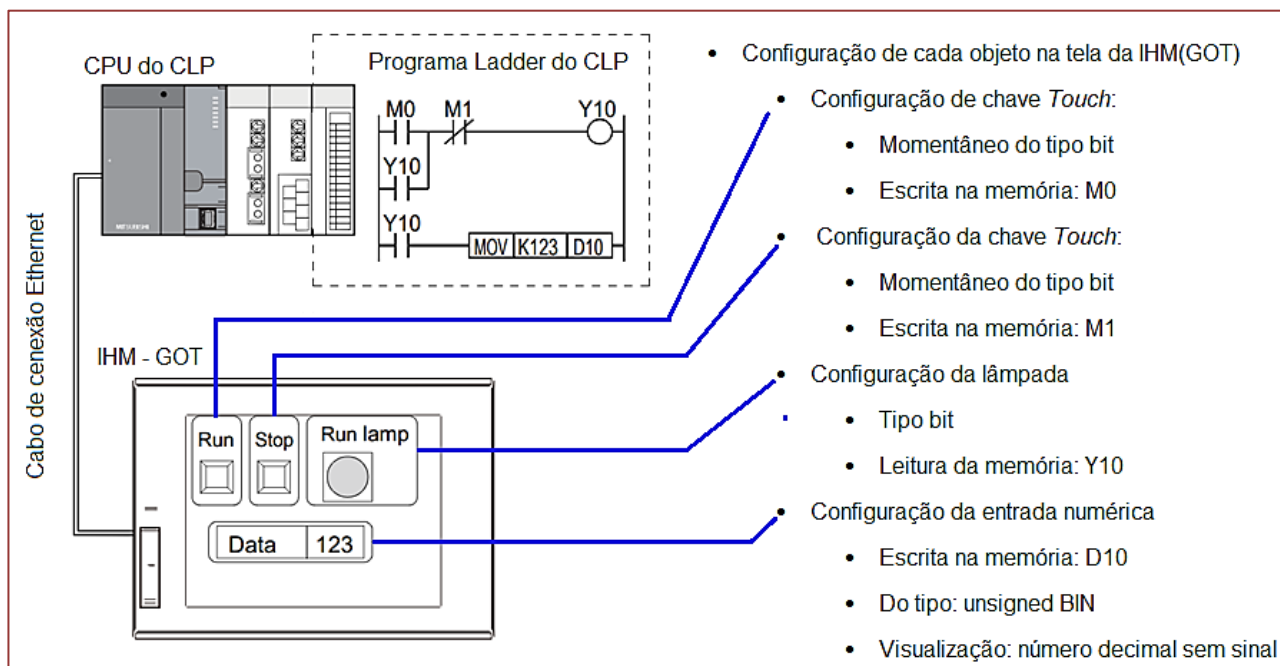 CPU do CLP
Programa Ladder do CLP
M0 M1 Y10
Y10
Y10
MOV K123 D10
MITSUBISHI
Cabo de cenexão Ethernet
IHM - GOT
Run
Stop
Run lamp
Data 123
• Configuração de cada objeto na tela da IHM(GOT)
• Configuração de chave Touch:
• Momentâneo do tipo bit
• Escrita na memória: M0
• Configuração da chave Touch:
• Momentâneo do tipo bit
• Escrita na memória: M1
• Configuração da lâmpada
• Tipo bit
• Leitura da memória: Y10
• Configuração da entrada numérica
• Escrita na memória: D10
• Do tipo: unsigned BIN
• Visualização: número decimal sem sinal